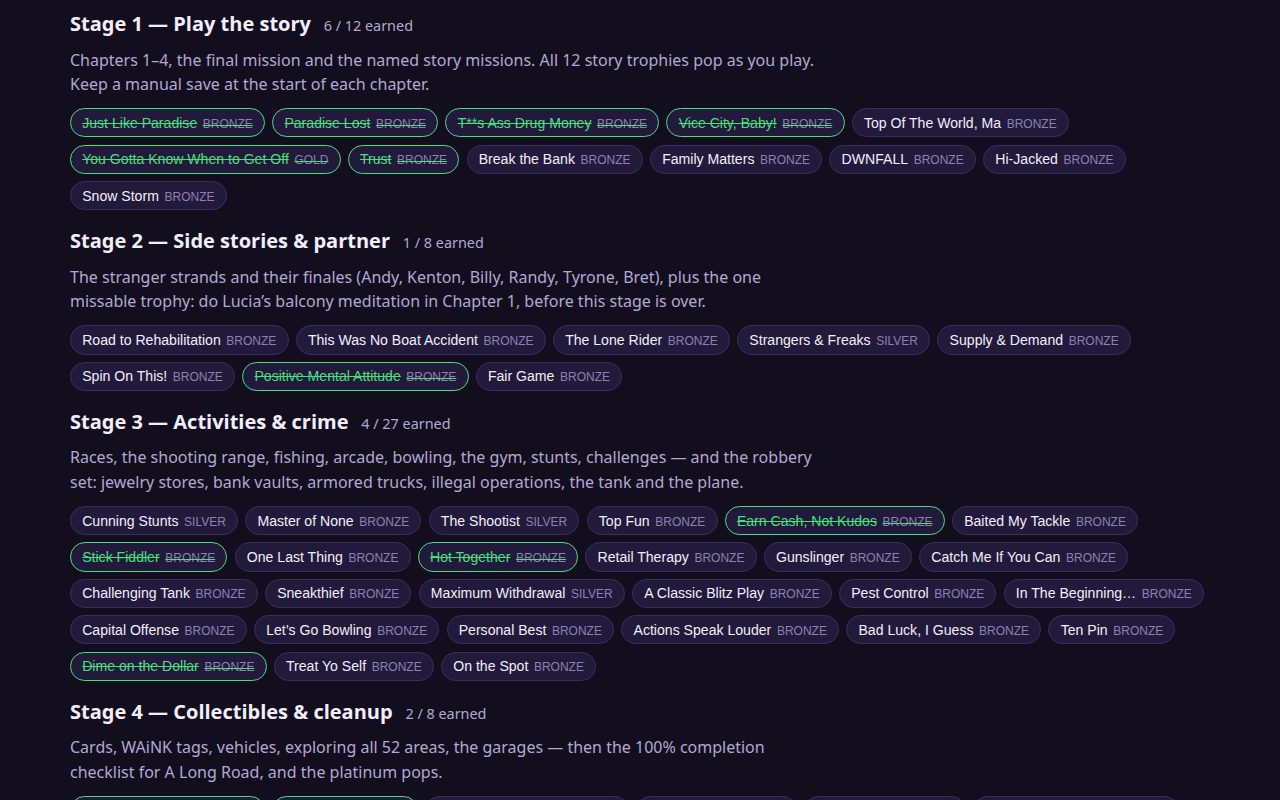 Stage 1 — Play the story 6 / 12 earned
Chapters 1–4, the final mission and the named story missions. All 12 story trophies pop as you play.
Keep a manual save at the start of each chapter.
Just Like Paradise BRONZE Paradise Lost BRONZE T**s Ass Drug Money BRONZE Vice City, Baby! BRONZE Top Of The World, Ma BRONZE
You Gotta Know When to Get Off GOLD Trust BRONZE Break the Bank BRONZE Family Matters BRONZE DWNFALL BRONZE Hi-Jacked BRONZE
Snow Storm BRONZE
Stage 2 — Side stories & partner 1 / 8 earned
The stranger strands and their finales (Andy, Kenton, Billy, Randy, Tyrone, Bret), plus the one
missable trophy: do Lucia’s balcony meditation in Chapter 1, before this stage is over.
Road to Rehabilitation BRONZE This Was No Boat Accident BRONZE The Lone Rider BRONZE Strangers & Freaks SILVER Supply & Demand BRONZE
Spin On This! BRONZE Positive Mental Attitude BRONZE Fair Game BRONZE
Stage 3 — Activities & crime 4 / 27 earned
Races, the shooting range, fishing, arcade, bowling, the gym, stunts, challenges — and the robbery
set: jewelry stores, bank vaults, armored trucks, illegal operations, the tank and the plane.
Cunning Stunts SILVER Master of None BRONZE The Shootist SILVER Top Fun BRONZE Earn Cash, Not Kudos BRONZE Baited My Tackle BRONZE
Stick Fiddler BRONZE One Last Thing BRONZE Hot Together BRONZE Retail Therapy BRONZE Gunslinger BRONZE Catch Me If You Can BRONZE
Challenging Tank BRONZE Sneakthief BRONZE Maximum Withdrawal SILVER A Classic Blitz Play BRONZE Pest Control BRONZE In The Beginning… BRONZE
Capital Offense BRONZE Let’s Go Bowling BRONZE Personal Best BRONZE Actions Speak Louder BRONZE Bad Luck, I Guess BRONZE Ten Pin BRONZE
Dime on the Dollar BRONZE Treat Yo Self BRONZE On the Spot BRONZE
Stage 4 — Collectibles & cleanup 2 / 8 earned
Cards, WAiNK tags, vehicles, exploring all 52 areas, the garages — then the 100% completion
checklist for A Long Road, and the platinum pops.